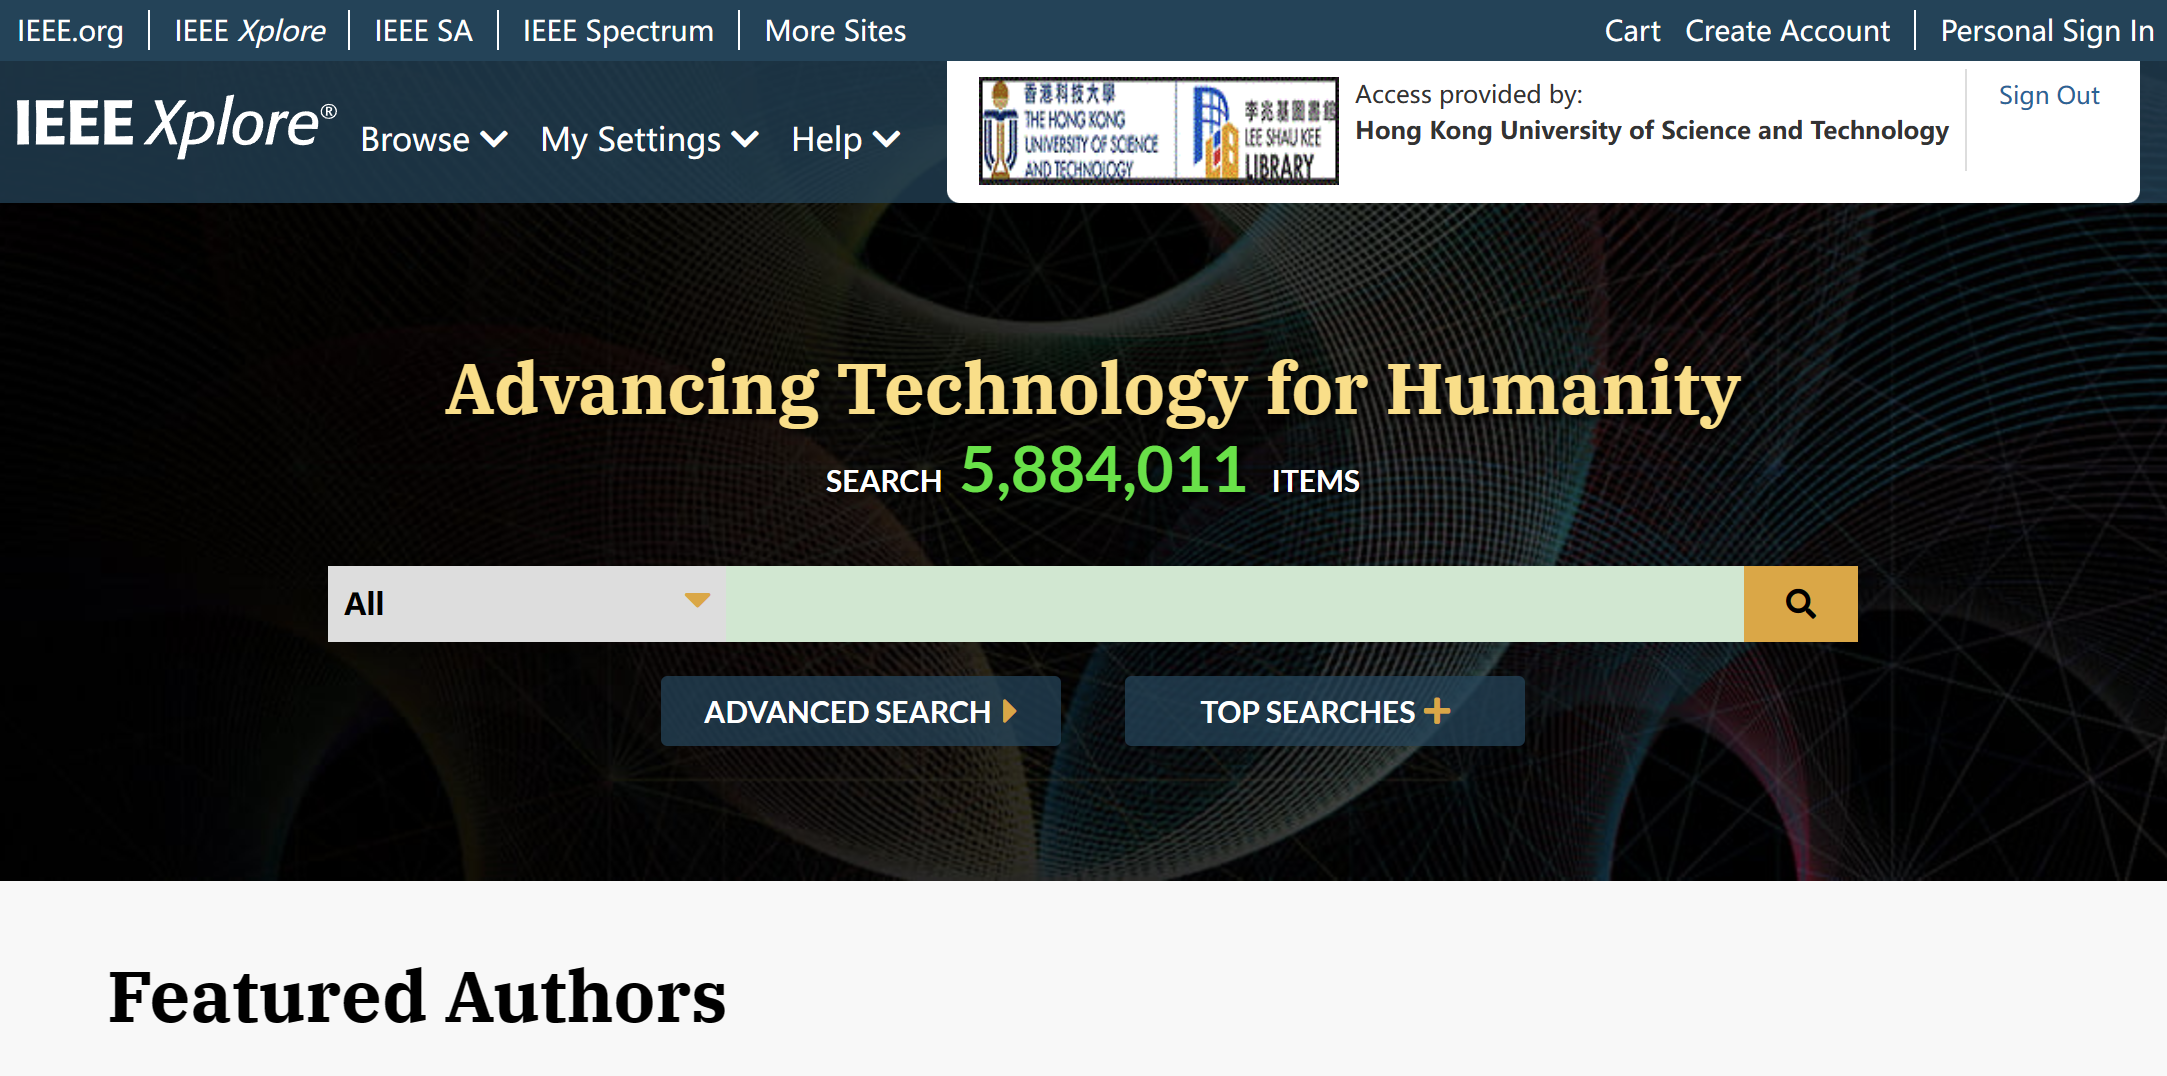 IEEE.org IEEE Xplore IEEE SA IEEE Spectrum More Sites Cart Create Account Personal Sign In
IEEE Xplore® Browse My Settings Help
香港科技大學
THE HONG KONG
UNIVERSITY OF SCIENCE
AND TECHNOLOGY
李兆基圖書館
LEE SHAU KEE
LIBRARY
Access provided by:
Hong Kong University of Science and Technology
Sign Out
Advancing Technology for Humanity
SEARCH 5,884,011 ITEMS
All
ADVANCED SEARCH TOP SEARCHES
Featured Authors